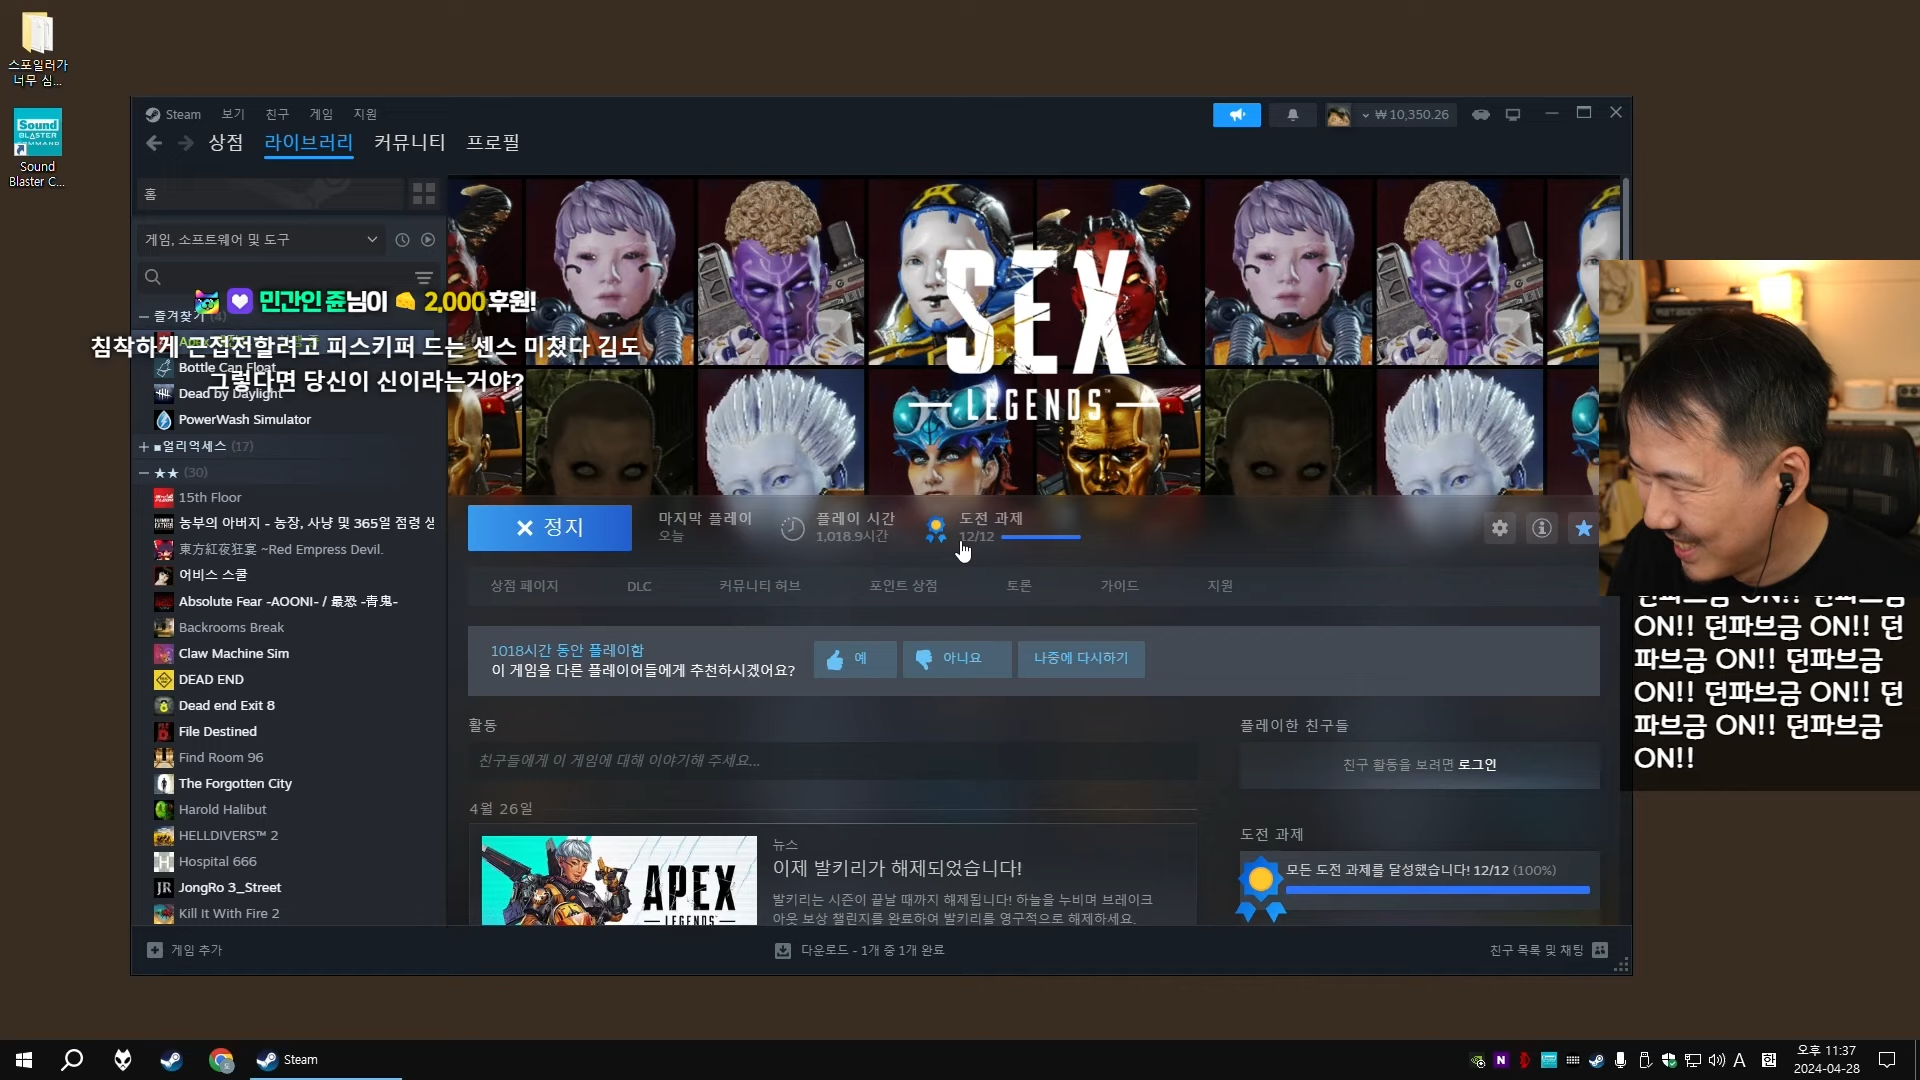 스포일러가
너무 심...
Sound
BLASTER
COMMAND
Sound
Blaster C...
Steam
보기
친구
게임
지원
₩ 10,350.26
상점
라이브러리
커뮤니티
프로필
홈
게임, 소프트웨어 및 도구
민간인 쥰님이 2,000 후원!
즐겨찾기
침착하게 근접전할려고 피스키퍼 드는 센스 미쳤다 김도
그렇다면 당신이 신이라는거야?
Bottle Can Float
Dead by Daylight
PowerWash Simulator
■얼리억세스 (17)
★★ (30)
15th Floor
농부의 아버지 - 농장, 사냥 및 365일 점령 생
東方紅夜狂宴 ~Red Empress Devil.
어비스 스쿨
Absolute Fear -AOONI- / 最恐 -青鬼-
Backrooms Break
Claw Machine Sim
DEAD END
Dead end Exit 8
File Destined
Find Room 96
The Forgotten City
Harold Halibut
HELLDIVERS™ 2
Hospital 666
JR JongRo 3_Street
Kill It With Fire 2
SEX
LEGENDS™
정지
마지막 플레이
오늘
플레이 시간
1,018.9시간
도전 과제
12/12
상점 페이지
DLC
커뮤니티 허브
포인트 상점
토론
가이드
지원
1018시간 동안 플레이함
이 게임을 다른 플레이어들에게 추천하시겠어요?
예
아니요
나중에 다시하기
활동
친구들에게 이 게임에 대해 이야기해 주세요...
4월 26일
APEX
LEGENDS
뉴스
이제 발키리가 해제되었습니다!
발키리는 시즌이 끝날 때까지 해제됩니다! 하늘을 누비며 브레이크
아웃 보상 챌린지를 완료하여 발키리를 영구적으로 해제하세요.
플레이한 친구들
친구 활동을 보려면 로그인
도전 과제
모든 도전 과제를 달성했습니다! 12/12 (100%)
던파브금 ON!! 던파브금
ON!! 던파브금 ON!! 던
파브금 ON!! 던파브금
ON!! 던파브금 ON!! 던
파브금 ON!! 던파브금
ON!!
게임 추가
다운로드 - 1개 중 1개 완료
친구 목록 및 채팅
Steam
N
A
한
오후 11:37
2024-04-28